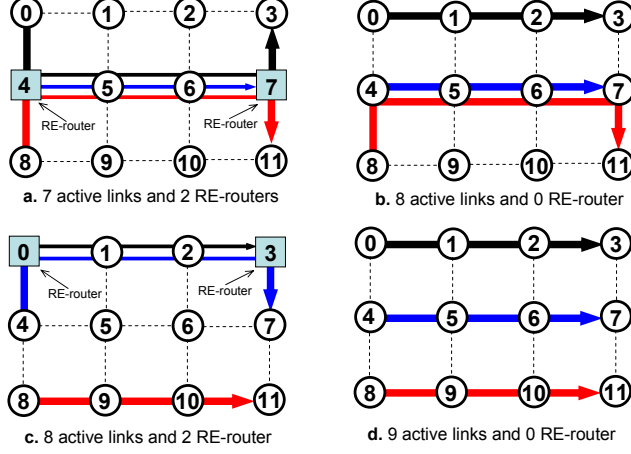 0 1 2 3
4 5 6 7
RE-router RE-router
8 9 10 11
a. 7 active links and 2 RE-routers
0 1 2 3
4 5 6 7
8 9 10 11
b. 8 active links and 0 RE-router
0 1 2 3
RE-router RE-router
4 5 6 7
8 9 10 11
c. 8 active links and 2 RE-router
0 1 2 3
4 5 6 7
8 9 10 11
d. 9 active links and 0 RE-router